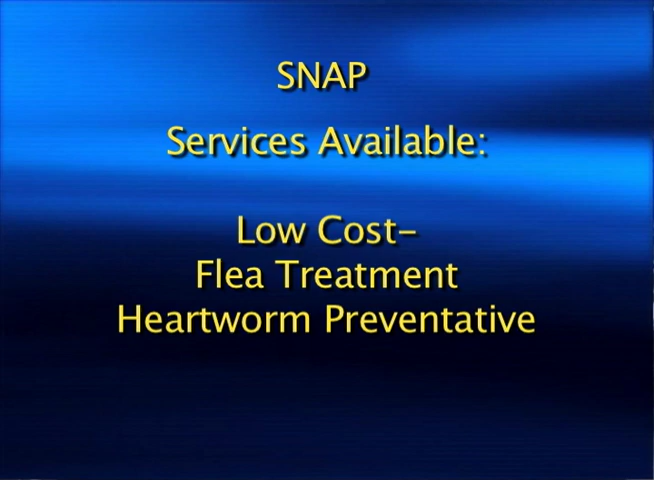 SNAP
Services Available:
Low Cost-
Flea Treatment
Heartworm Preventative